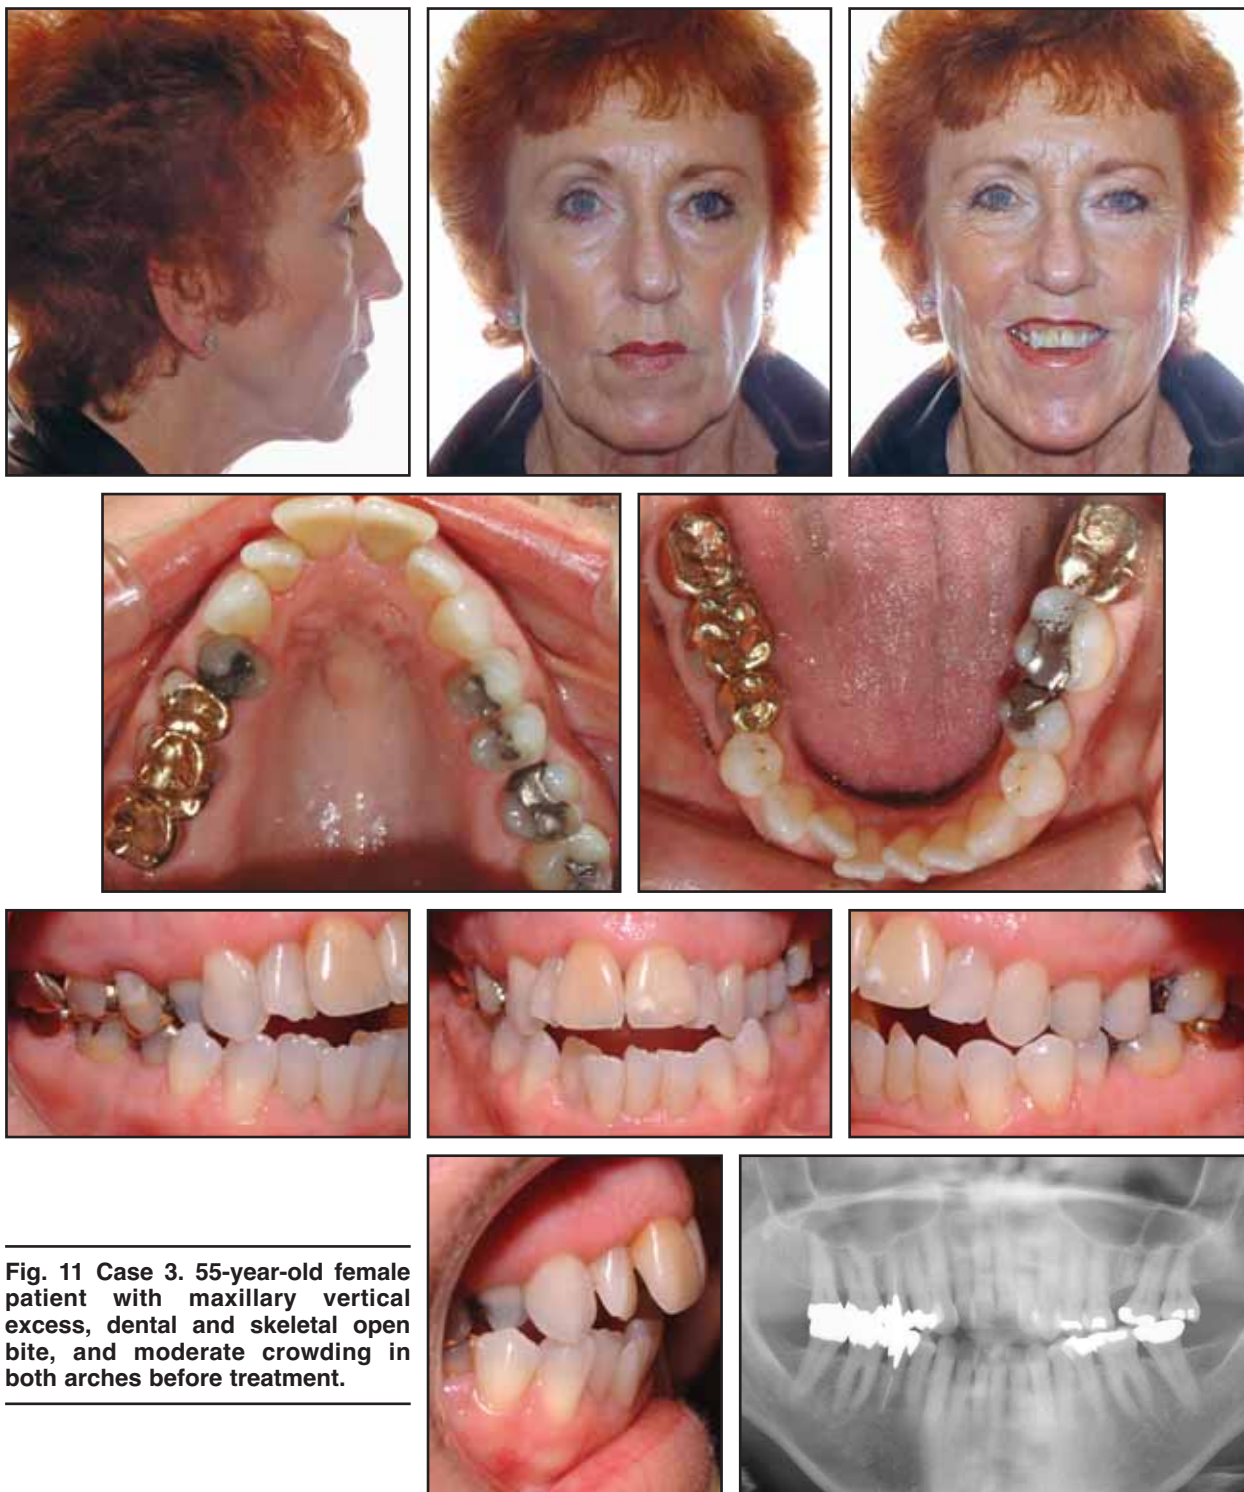 Fig. 11 Case 3. 55-year-old female
patient with maxillary vertical
excess, dental and skeletal open
bite, and moderate crowding in
both arches before treatment.